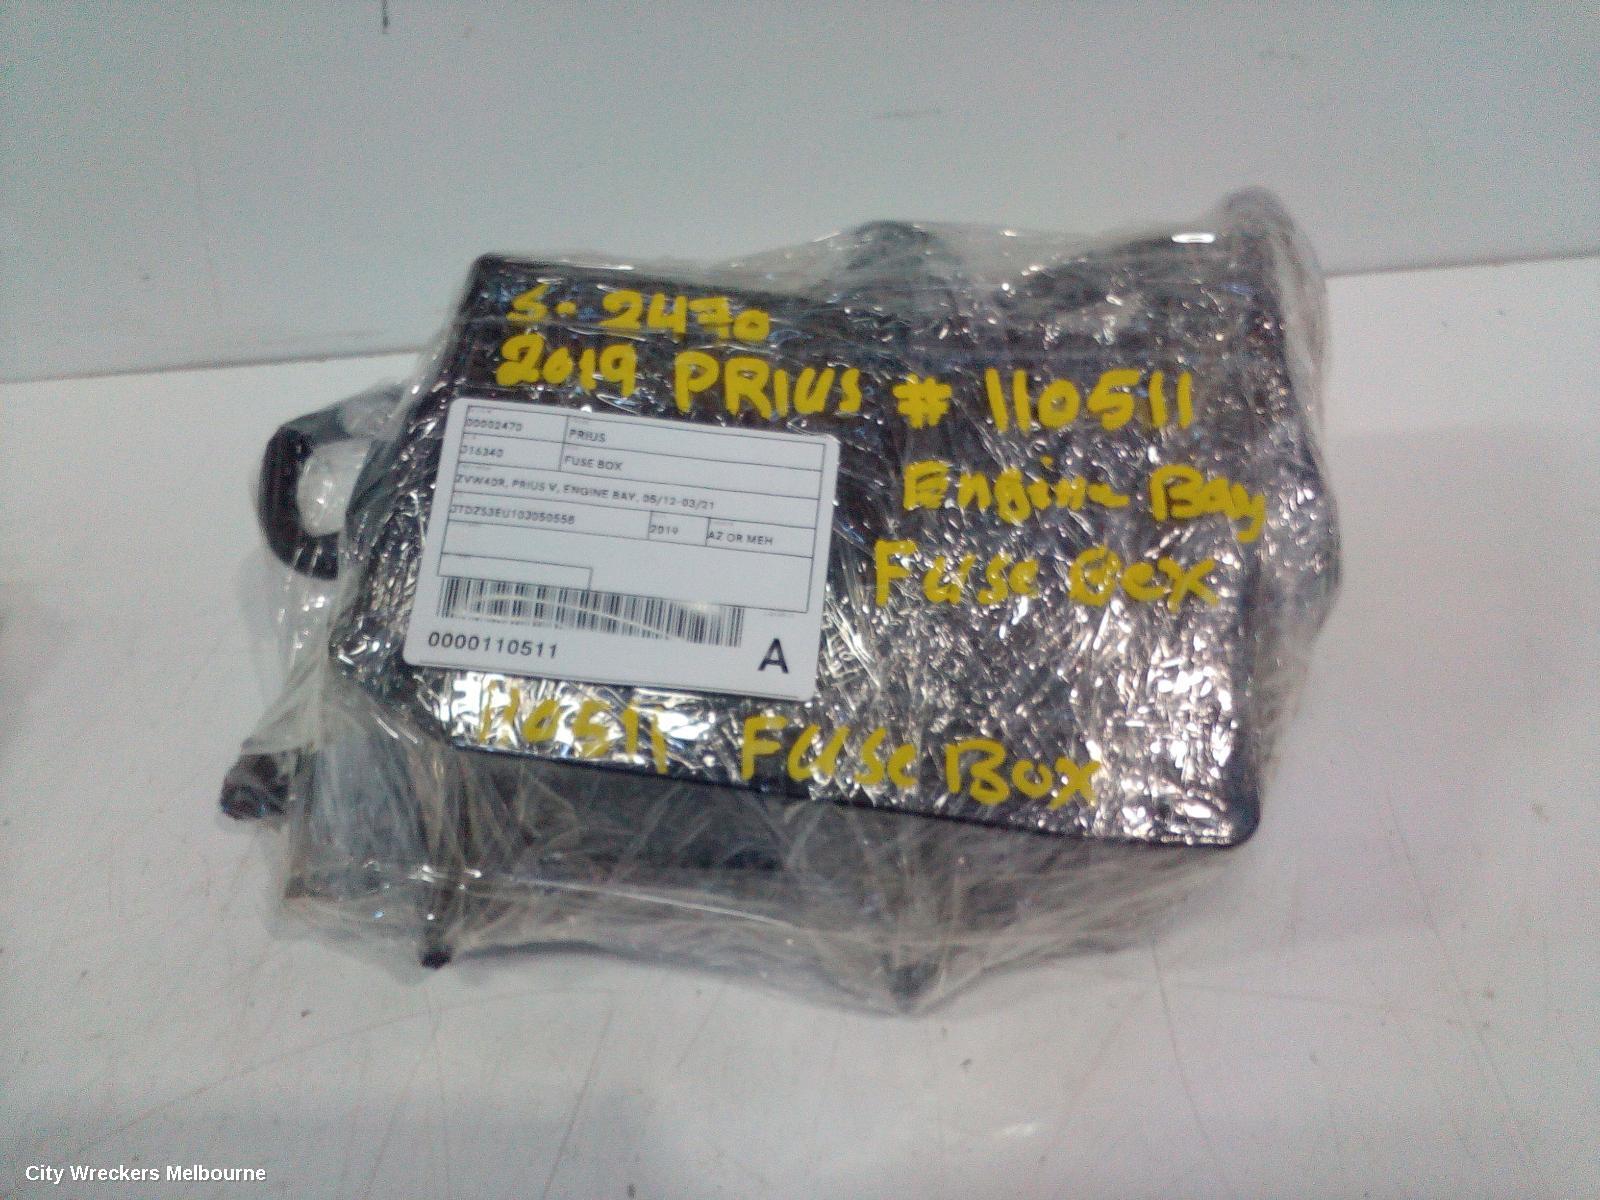 S-2470
2019 PRIUS # 110511
Engine Bay
Fuse Box
00002470 PRIUS
016340 FUSE BOX
ZVW40R, PRIUS V, ENGINE BAY, 05/12-03/21
JTDZS3EU103050558 2019 AZ OR MEH
0000110511 A
110511 Fuse Box
City Wreckers Melbourne